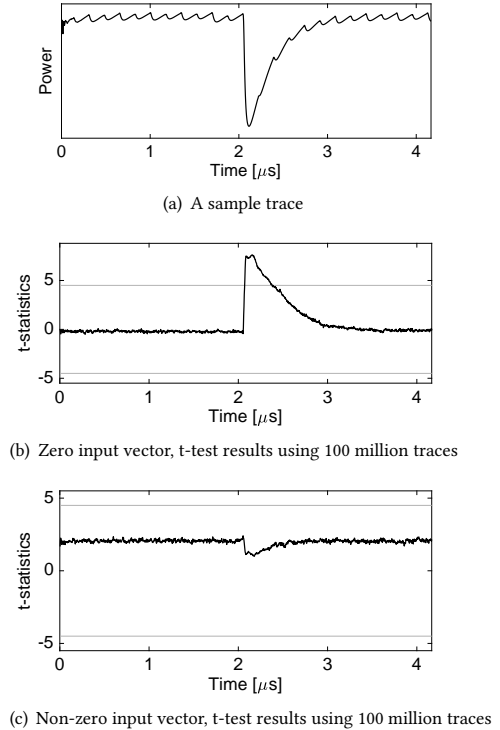 Power
0 1 2 3 4
Time [μs]
(a) A sample trace
5
0
-5
t-statistics
0 1 2 3 4
Time [μs]
(b) Zero input vector, t-test results using 100 million traces
5
0
-5
t-statistics
0 1 2 3 4
Time [μs]
(c) Non-zero input vector, t-test results using 100 million traces